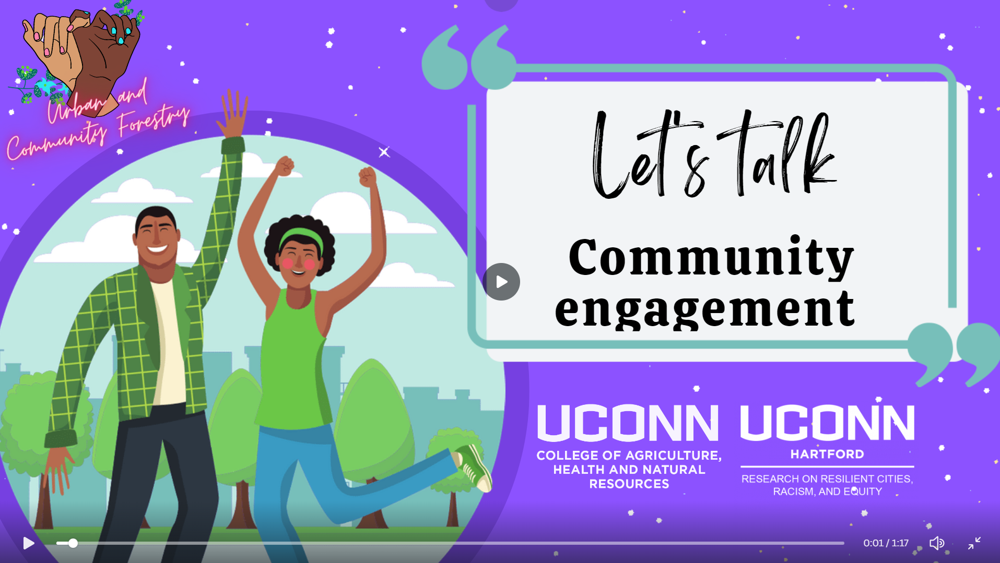 Urban and
Community Forestry
Let's talk
Community
engagement
UCONN
COLLEGE OF AGRICULTURE,
HEALTH AND NATURAL
RESOURCES
UCONN
HARTFORD
RESEARCH ON RESILIENT CITIES,
RACISM, AND EQUITY
0:01 / 1:17